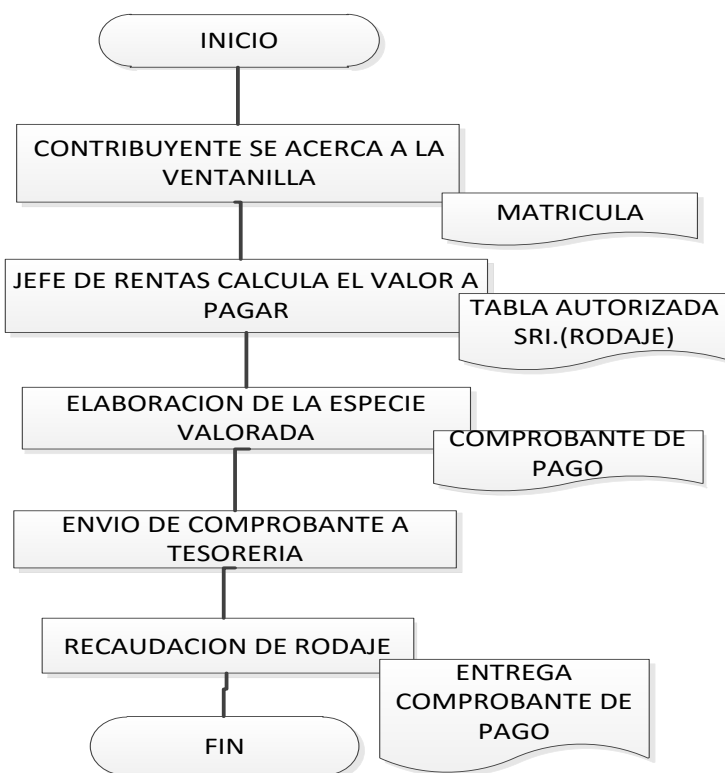 INICIO
CONTRIBUYENTE SE ACERCA A LA
VENTANILLA
MATRICULA
JEFE DE RENTAS CALCULA EL VALOR A
PAGAR
TABLA AUTORIZADA
SRI.(RODAJE)
ELABORACION DE LA ESPECIE
VALORADA
COMPROBANTE DE
PAGO
ENVIO DE COMPROBANTE A
TESORERIA
RECAUDACION DE RODAJE
ENTREGA
COMPROBANTE DE
PAGO
FIN